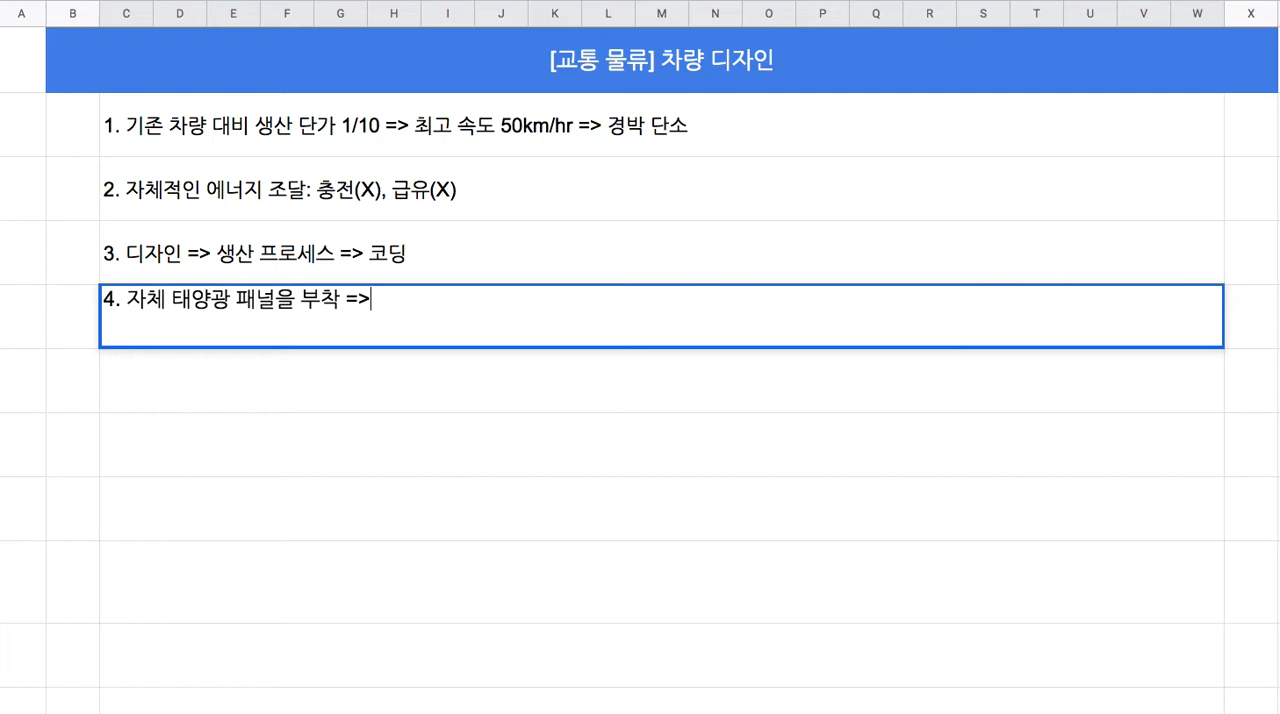 A B C D E F G H I J K L M N O P Q R S T U V W X
[교통 물류] 차량 디자인
1. 기존 차량 대비 생산 단가 1/10 => 최고 속도 50km/hr => 경박 단소
2. 자체적인 에너지 조달: 충전(X), 급유(X)
3. 디자인 => 생산 프로세스 => 코딩
4. 자체 태양광 패널을 부착 =>